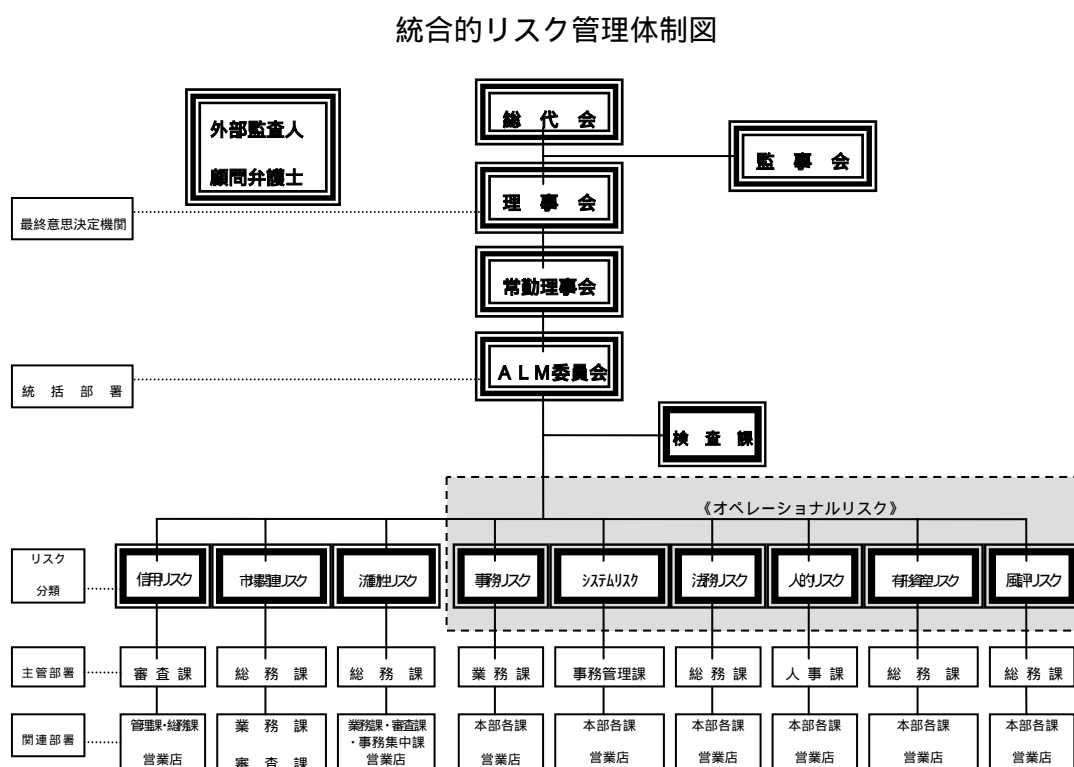 統合的リスク管理体制図
外部監査人
顧問弁護士
総代会
監事会
理事会
最終意思決定機関
常勤理事会
ALM委員会
統括部署
検査課
《オペレーショナルリスク》
リスク
分類
信用リスク
市場関連リスク
流動性リスク
事務リスク
システムリスク
法務リスク
人的リスク
有形資産リスク
風評リスク
主管部署
審査課
総務課
総務課
業務課
事務管理課
総務課
人事課
総務課
総務課
関連部署
管理課・総務課
営業店
業務課
審査課
業務課・審査課
・事務集中課
営業店
本部各課
営業店
本部各課
営業店
本部各課
営業店
本部各課
営業店
本部各課
営業店
本部各課
営業店